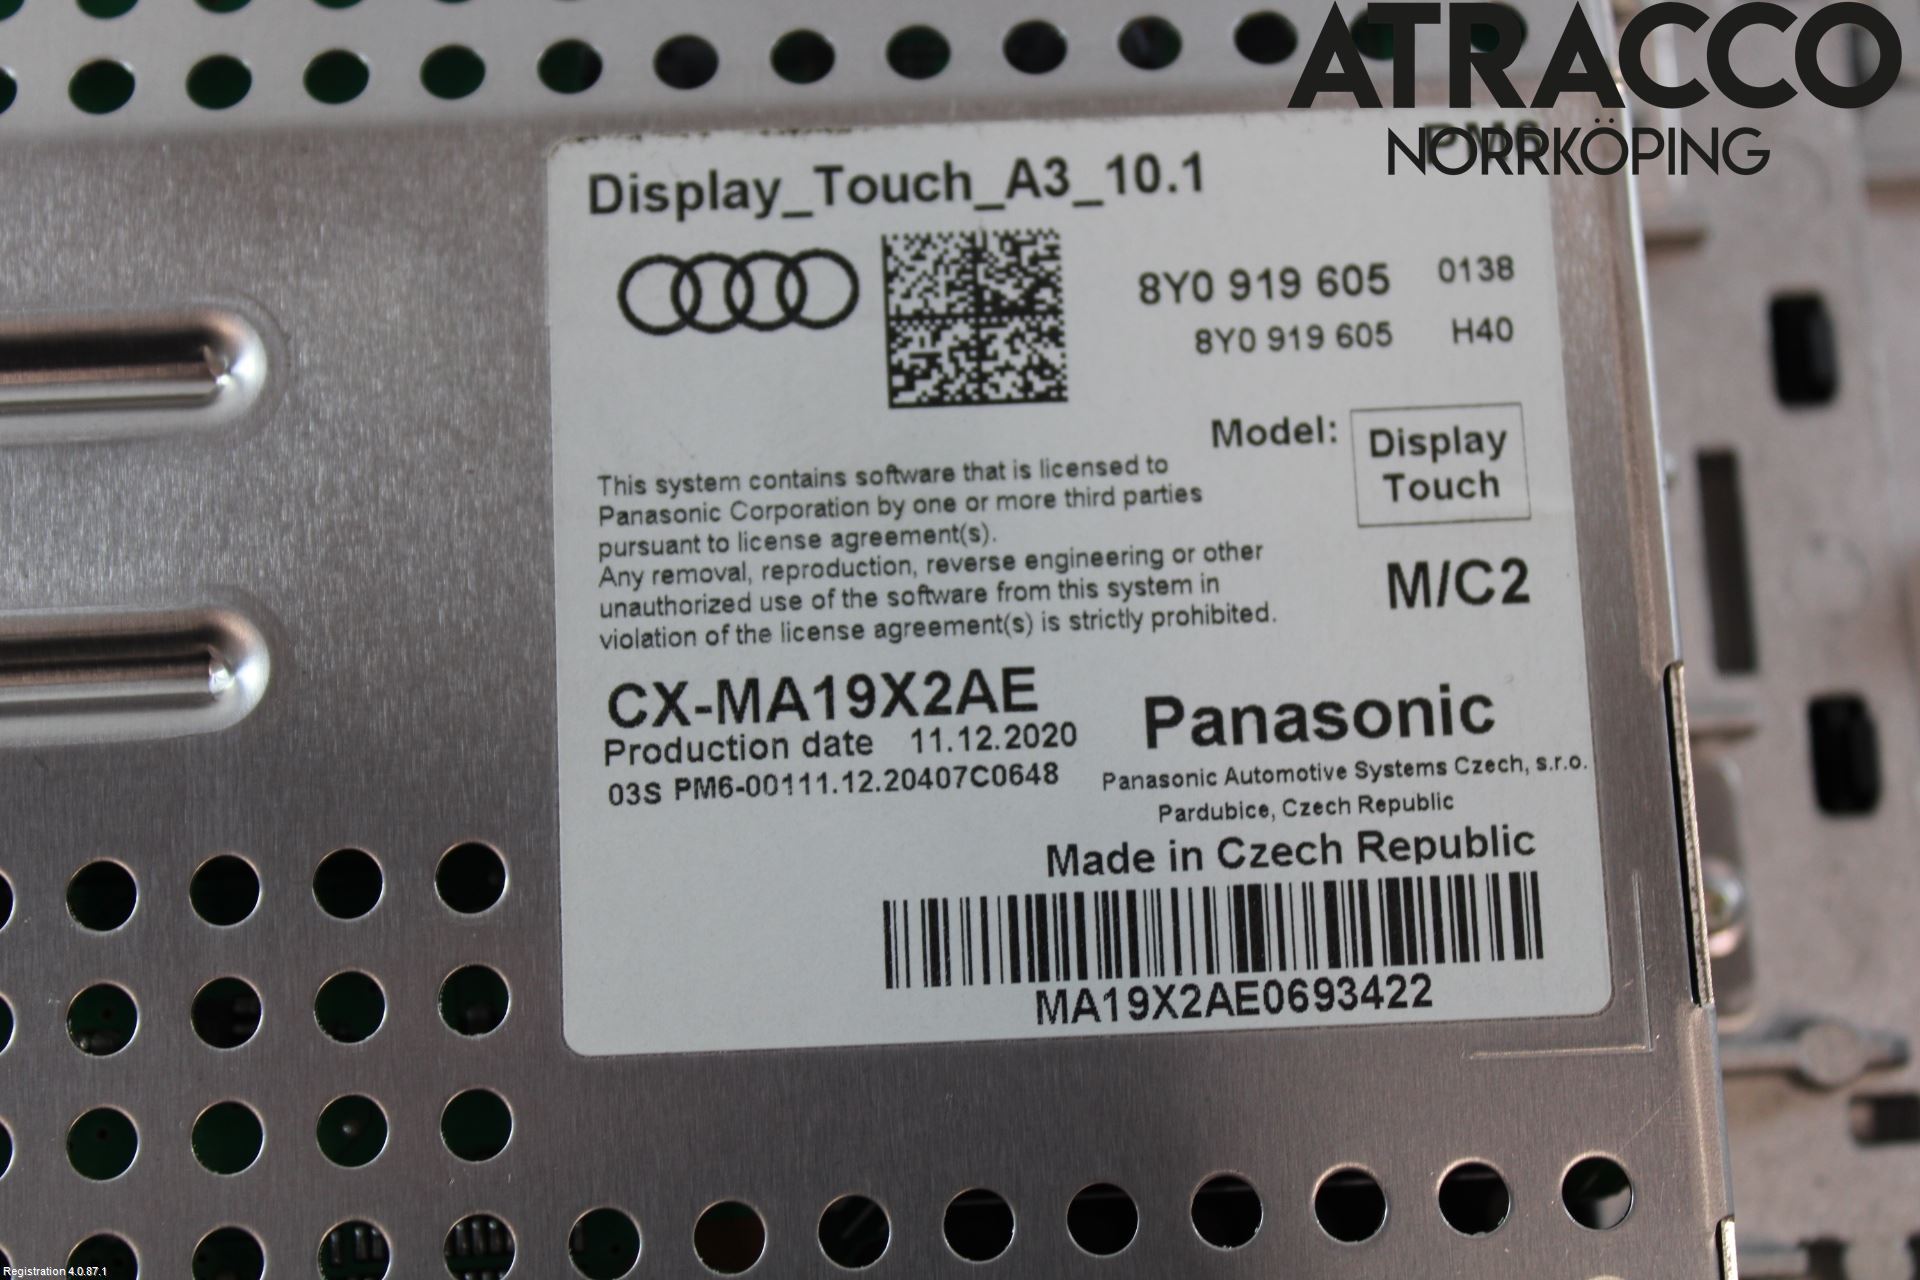 ATRACCO
NORRKÖPING
PM6
Display_Touch_A3_10.1
8Y0 919 605 0138
8Y0 919 605 H40
Model: Display Touch
This system contains software that is licensed to
Panasonic Corporation by one or more third parties
pursuant to license agreement(s).
Any removal, reproduction, reverse engineering or other
unauthorized use of the software from this system in
violation of the license agreement(s) is strictly prohibited.
M/C2
CX-MA19X2AE
Production date 11.12.2020
03S PM6-00111.12.20407C0648
Panasonic
Panasonic Automotive Systems Czech, s.r.o.
Pardubice, Czech Republic
Made in Czech Republic
MA19X2AE0693422
Registration 4.0.87.1